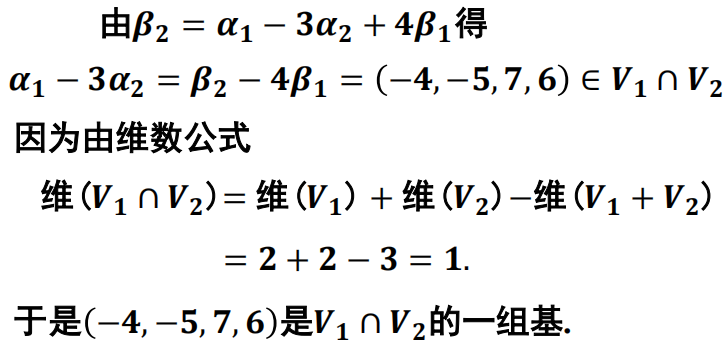 由β₂ = α₁ − 3α₂ + 4β₁得
α₁ − 3α₂ = β₂ − 4β₁ = (−4, −5, 7, 6) ∈ V₁ ∩ V₂
因为由维数公式
维(V₁ ∩ V₂) = 维(V₁) + 维(V₂) −维(V₁ + V₂)
= 2 + 2 − 3 = 1.
于是(−4, −5, 7, 6)是V₁ ∩ V₂的一组基.